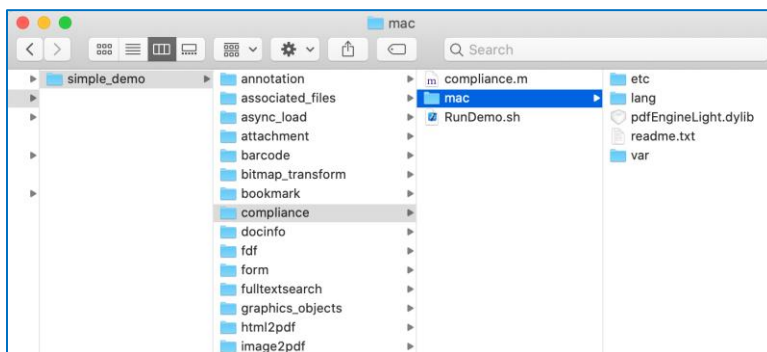 mac
Search
simple_demo
annotation
associated_files
async_load
attachment
barcode
bitmap_transform
bookmark
compliance
docinfo
fdf
form
fulltextsearch
graphics_objects
html2pdf
image2pdf
m compliance.m
mac
RunDemo.sh
etc
lang
pdfEngineLight.dylib
readme.txt
var